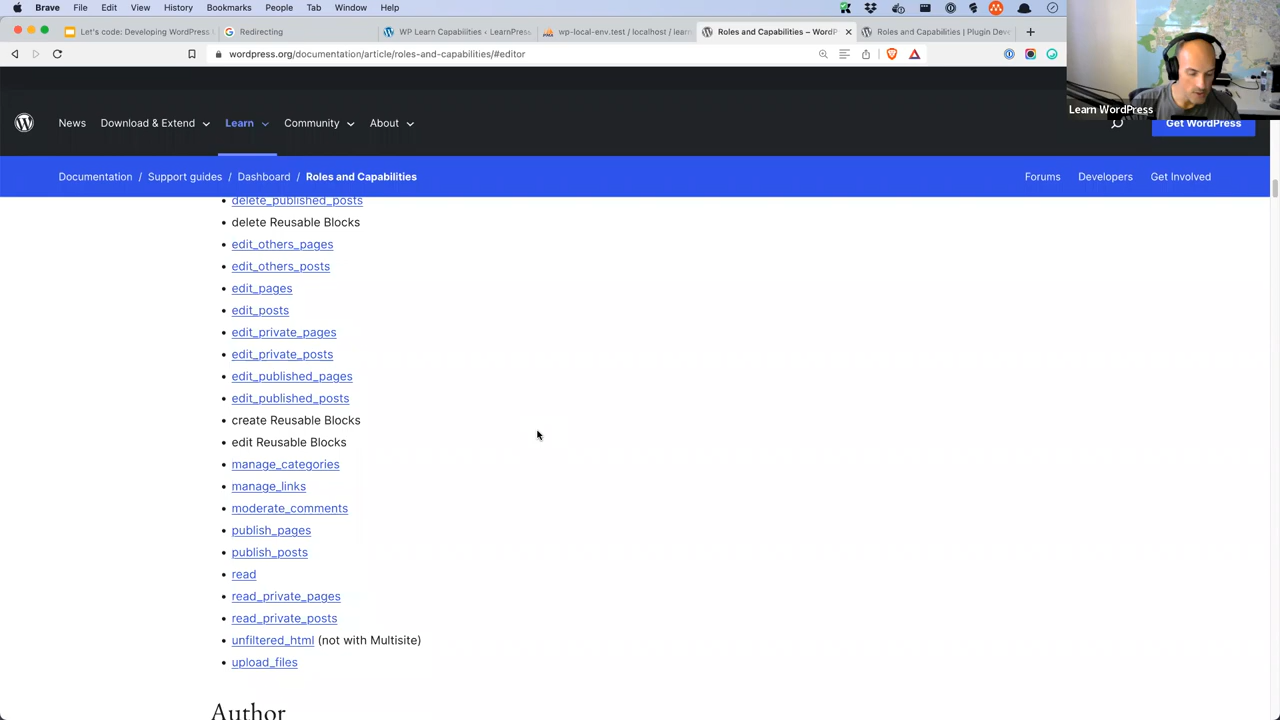 Brave File Edit View History Bookmarks People Tab Window Help
Let's code: Developing WordPress
Redirecting
WP Learn Capabilities ‹ LearnPress
wp-local-env.test / localhost / learn
Roles and Capabilities – WordP
Roles and Capabilities | Plugin Dev
wordpress.org/documentation/article/roles-and-capabilities/#editor
Learn WordPress
News Download & Extend Learn Community About Get WordPress
Documentation / Support guides / Dashboard / Roles and Capabilities Forums Developers Get Involved
delete_published_posts
delete Reusable Blocks
edit_others_pages
edit_others_posts
edit_pages
edit_posts
edit_private_pages
edit_private_posts
edit_published_pages
edit_published_posts
create Reusable Blocks
edit Reusable Blocks
manage_categories
manage_links
moderate_comments
publish_pages
publish_posts
read
read_private_pages
read_private_posts
unfiltered_html (not with Multisite)
upload_files
Author